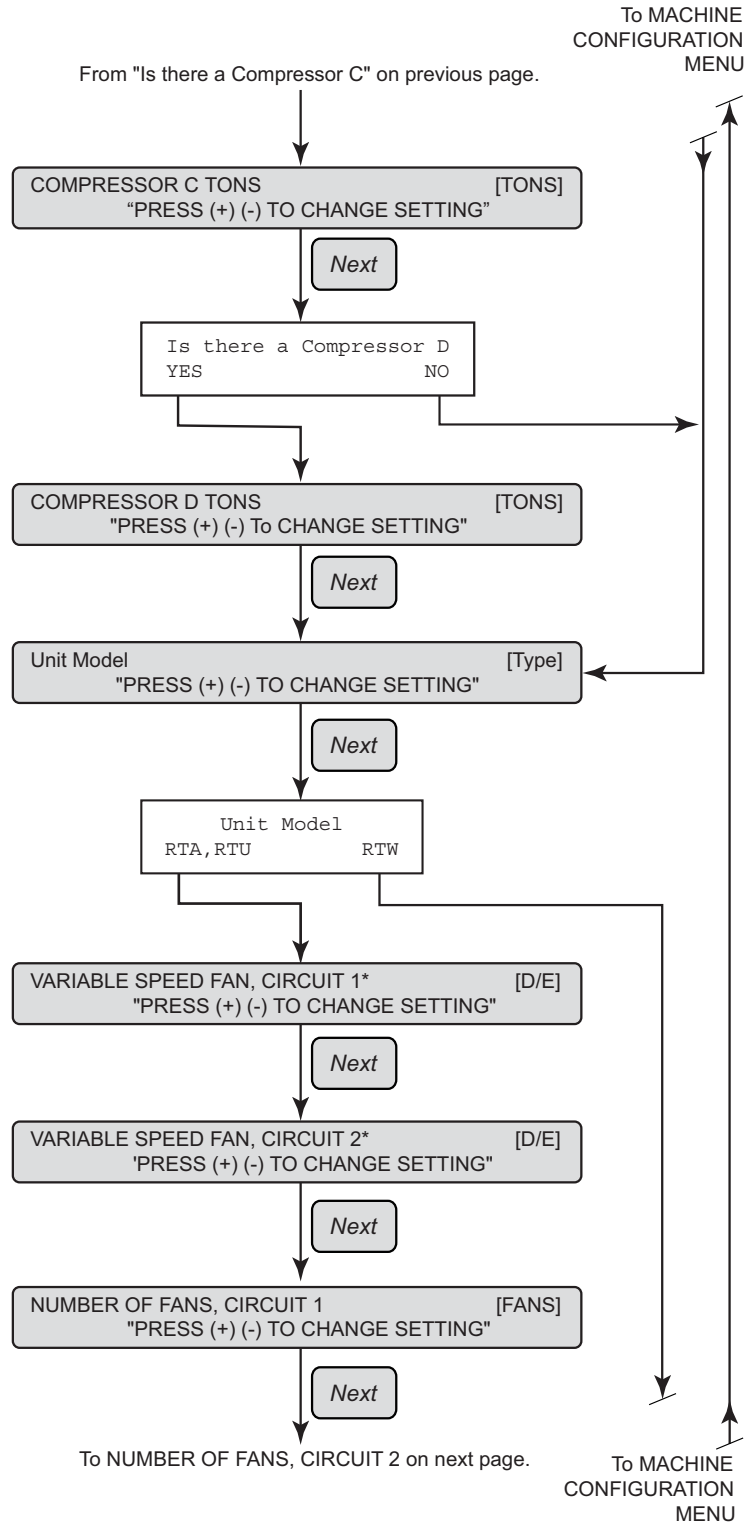 To MACHINE
CONFIGURATION
MENU
From "Is there a Compressor C" on previous page.
COMPRESSOR C TONS [TONS]
“PRESS (+) (-) TO CHANGE SETTING”
Next
Is there a Compressor D
YES NO
COMPRESSOR D TONS [TONS]
"PRESS (+) (-) To CHANGE SETTING"
Next
Unit Model [Type]
"PRESS (+) (-) TO CHANGE SETTING"
Next
Unit Model
RTA,RTU RTW
VARIABLE SPEED FAN, CIRCUIT 1* [D/E]
"PRESS (+) (-) TO CHANGE SETTING"
Next
VARIABLE SPEED FAN, CIRCUIT 2* [D/E]
'PRESS (+) (-) TO CHANGE SETTING"
Next
NUMBER OF FANS, CIRCUIT 1 [FANS]
"PRESS (+) (-) TO CHANGE SETTING"
Next
To NUMBER OF FANS, CIRCUIT 2 on next page.
To MACHINE
CONFIGURATION
MENU